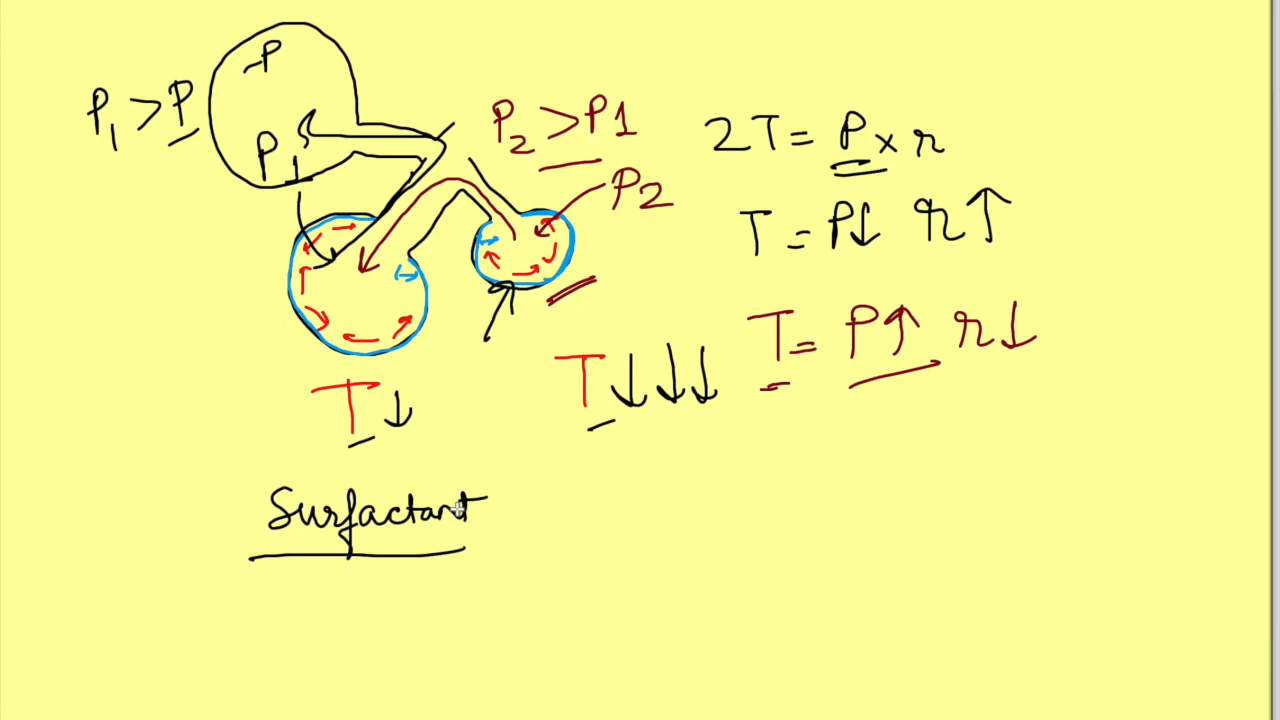 P
P₁ > P
P₁
P₂ > P1
P2
2T = P × r
T = P↓ r↑
T = P↑ r↓
T↓
T↓↓↓
Surfactant